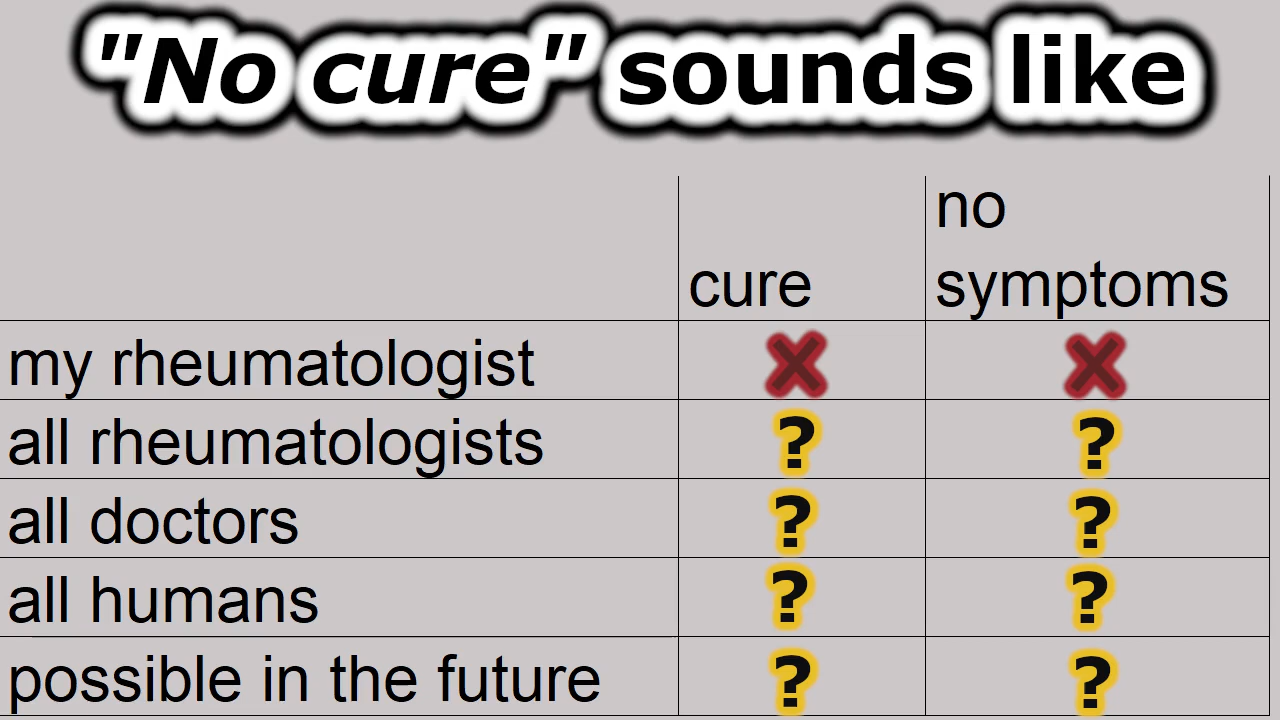 "No cure" sounds like
no
cure symptoms
my rheumatologist ❌ ❌
all rheumatologists ? ?
all doctors ? ?
all humans ? ?
possible in the future ? ?